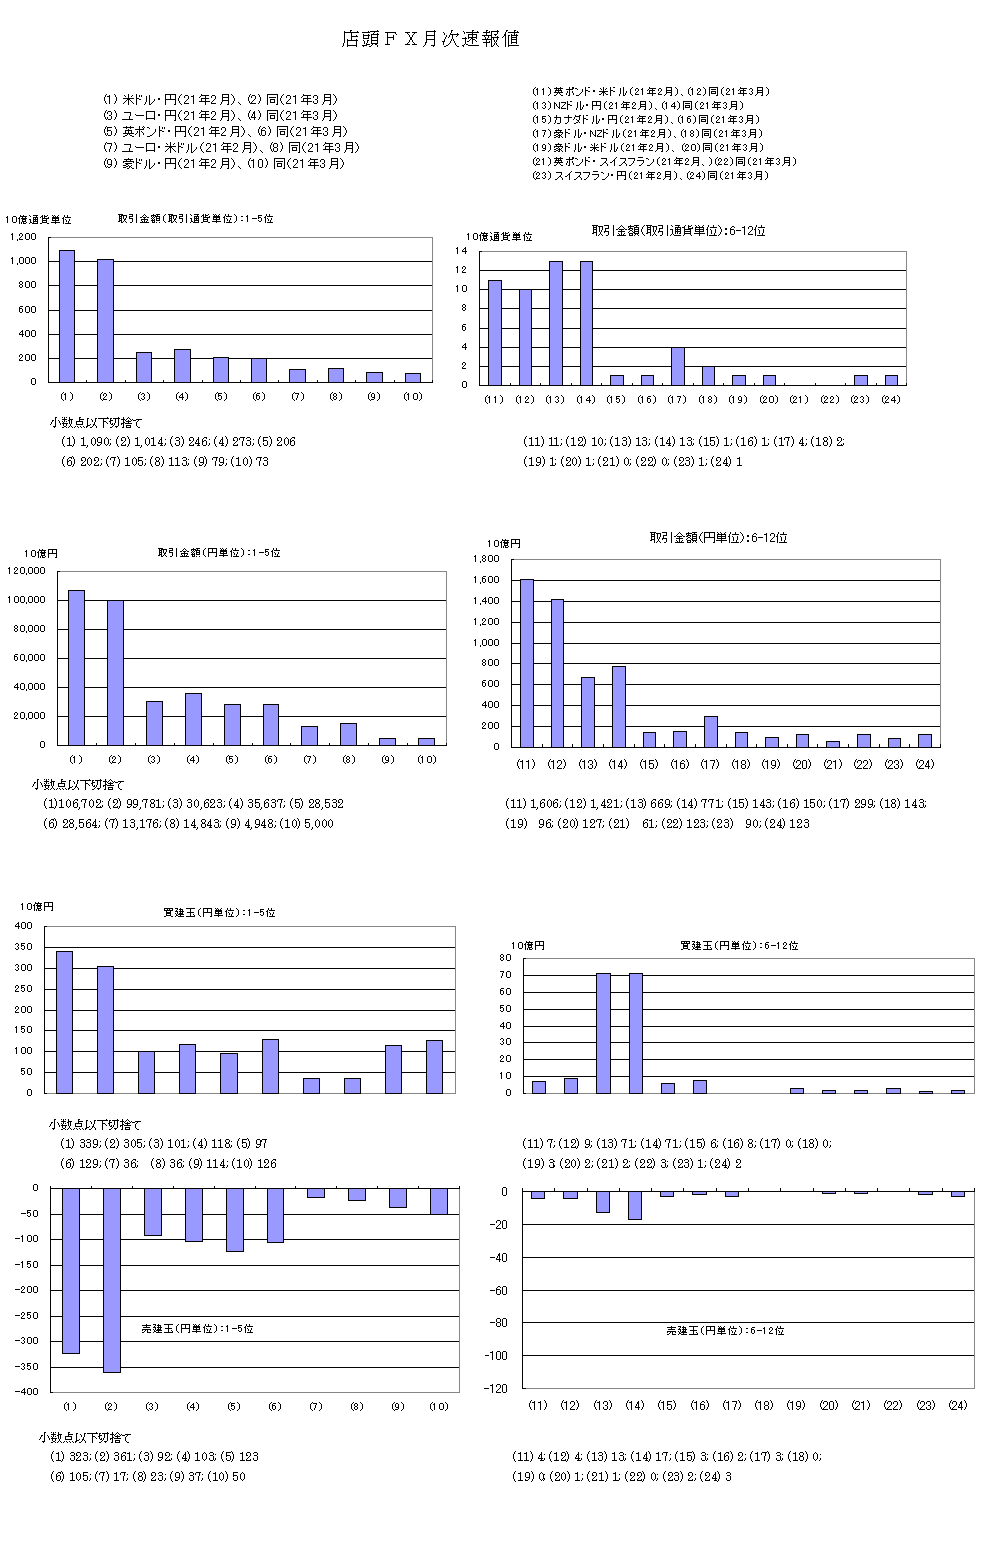 店頭ＦＸ月次速報値
(1) 米ドル・円(21年2月)、(2) 同(21年3月)
(3) ユーロ・円(21年2月)、(4) 同(21年3月)
(5) 英ポンド・円(21年2月)、(6) 同(21年3月)
(7) ユーロ・米ドル(21年2月)、(8) 同(21年3月)
(9) 豪ドル・円(21年2月)、(10) 同(21年3月)
(11)英ポンド・米ドル(21年2月)、(12)同(21年3月)
(13)NZドル・円(21年2月)、(14)同(21年3月)
(15)カナダドル・円(21年2月)、(16)同(21年3月)
(17)豪ドル・NZドル(21年2月)、(18)同(21年3月)
(19)豪ドル・米ドル(21年2月)、(20)同(21年3月)
(21)英ポンド・スイスフラン(21年2月、)(22)同(21年3月)
(23)スイスフラン・円(21年2月)、(24)同(21年3月)
10億通貨単位
取引金額(取引通貨単位):1-5位
1,200
1,000
800
600
400
200
0
(1) (2) (3) (4) (5) (6) (7) (8) (9) (10)
小数点以下切捨て
(1) 1,090; (2) 1,014; (3) 246; (4) 273; (5) 206
(6) 202; (7) 105; (8) 113; (9) 79; (10) 73
10億通貨単位
取引金額(取引通貨単位):6-12位
14
12
10
8
6
4
2
0
(11) (12) (13) (14) (15) (16) (17) (18) (19) (20) (21) (22) (23) (24)
(11) 11; (12) 10; (13) 13; (14) 13; (15) 1; (16) 1; (17) 4; (18) 2;
(19) 1; (20) 1; (21) 0; (22) 0; (23) 1; (24) 1
10億円
取引金額(円単位):1-5位
120,000
100,000
80,000
60,000
40,000
20,000
0
(1) (2) (3) (4) (5) (6) (7) (8) (9) (10)
小数点以下切捨て
(1)106,702; (2) 99,781; (3) 30,623; (4) 35,637; (5) 28,532
(6) 28,564; (7) 13,176; (8) 14,843; (9) 4,948; (10) 5,000
10億円
取引金額(円単位):6-12位
1,800
1,600
1,400
1,200
1,000
800
600
400
200
0
(11) (12) (13) (14) (15) (16) (17) (18) (19) (20) (21) (22) (23) (24)
(11) 1,606; (12) 1,421; (13) 669; (14) 771; (15) 143; (16) 150; (17) 299; (18) 143;
(19) 96; (20) 127; (21) 61; (22) 123; (23) 90; (24) 123
10億円
買建玉(円単位):1-5位
400
350
300
250
200
150
100
50
0
小数点以下切捨て
(1) 339; (2) 305; (3) 101; (4) 118; (5) 97
(6) 129; (7) 36; (8) 36; (9) 114; (10) 126
10億円
買建玉(円単位):6-12位
80
70
60
50
40
30
20
10
0
(11) 7; (12) 9; (13) 71; (14) 71; (15) 6; (16) 8; (17) 0; (18) 0;
(19) 3; (20) 2; (21) 2; (22) 3; (23) 1; (24) 2
0
-50
-100
-150
-200
-250
-300
-350
-400
売建玉(円単位):1-5位
(1) (2) (3) (4) (5) (6) (7) (8) (9) (10)
小数点以下切捨て
(1) 323; (2) 361; (3) 92; (4) 103; (5) 123
(6) 105; (7) 17; (8) 23; (9) 37; (10) 50
0
-20
-40
-60
-80
-100
-120
売建玉(円単位):6-12位
(11) (12) (13) (14) (15) (16) (17) (18) (19) (20) (21) (22) (23) (24)
(11) 4; (12) 4; (13) 13; (14) 17; (15) 3; (16) 2; (17) 3; (18) 0;
(19) 0; (20) 1; (21) 1; (22) 0; (23) 2; (24) 3